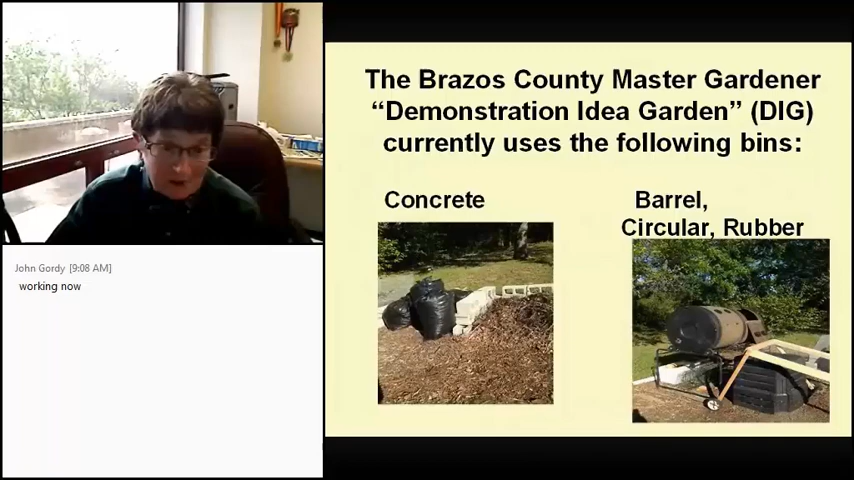 The Brazos County Master Gardener
“Demonstration Idea Garden” (DIG)
currently uses the following bins:
Concrete
Barrel,
Circular, Rubber
John Gordy [9:08 AM]
working now